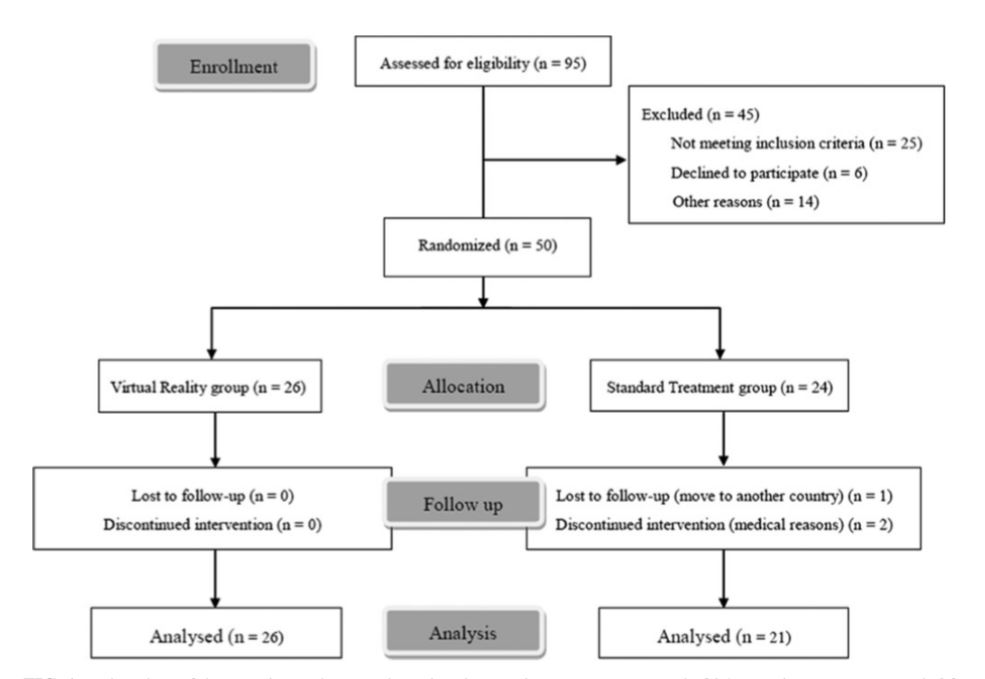 Enrollment
Assessed for eligibility (n = 95)
Excluded (n = 45)
Not meeting inclusion criteria (n = 25)
Declined to participate (n = 6)
Other reasons (n = 14)
Randomized (n = 50)
Virtual Reality group (n = 26)
Allocation
Standard Treatment group (n = 24)
Lost to follow-up (n = 0)
Discontinued intervention (n = 0)
Follow up
Lost to follow-up (move to another country) (n = 1)
Discontinued intervention (medical reasons) (n = 2)
Analysed (n = 26)
Analysis
Analysed (n = 21)